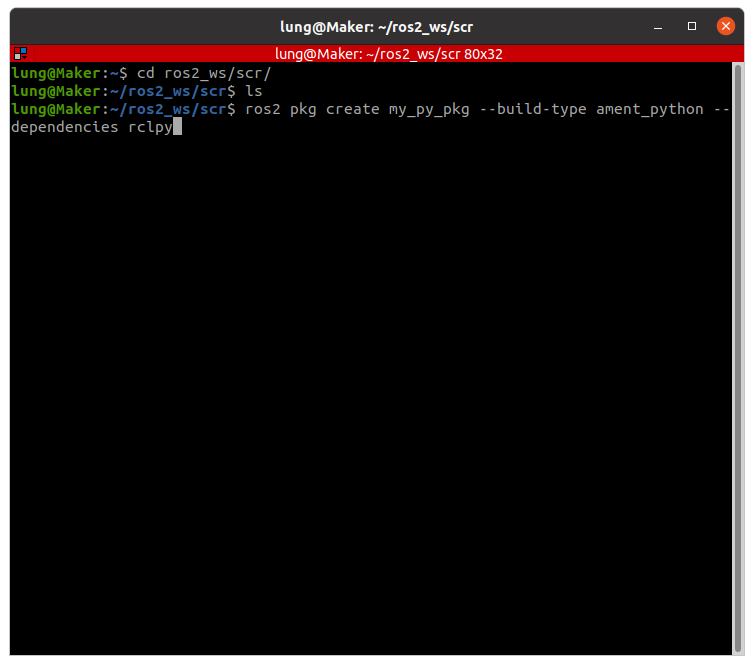 lung@Maker: ~/ros2_ws/scr
lung@Maker: ~/ros2_ws/scr 80x32
lung@Maker:~$ cd ros2_ws/scr/
lung@Maker:~/ros2_ws/scr$ ls
lung@Maker:~/ros2_ws/scr$ ros2 pkg create my_py_pkg --build-type ament_python --
dependencies rclpy